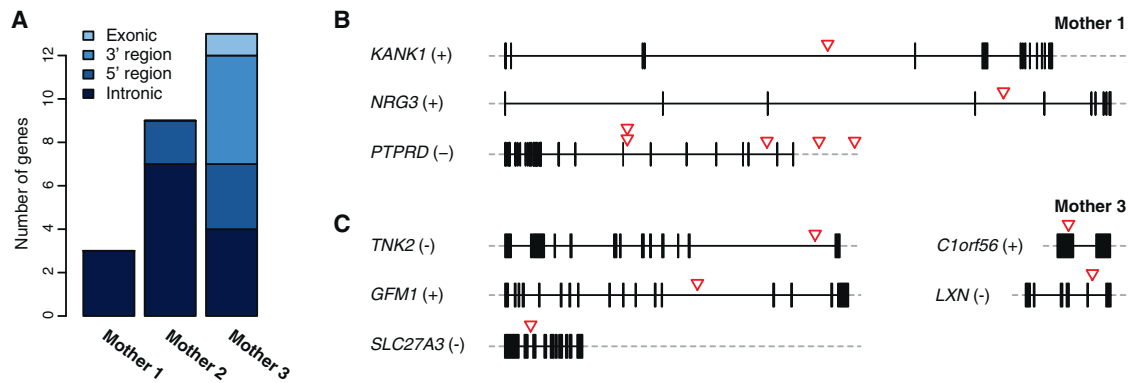 A
Exonic
3' region
5' region
Intronic
Number of genes
0
2
4
6
8
10
12
Mother 1
Mother 2
Mother 3
B
Mother 1
KANK1 (+)
NRG3 (+)
PTPRD (−)
C
Mother 3
TNK2 (-)
GFM1 (+)
SLC27A3 (-)
C1orf56 (+)
LXN (-)